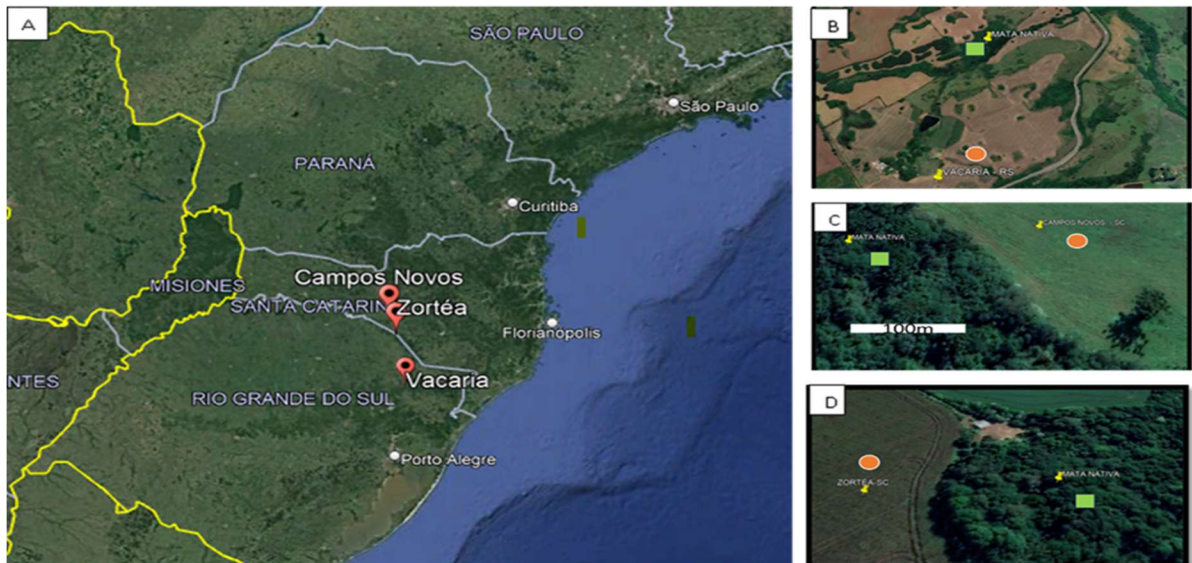 A
SÃO PAULO
São Paulo
PARANÁ
Curitiba
MISIONES
Campos Novos
SANTA CATARIN
Zortéa
Florianópolis
NTES
Vacaria
RIO GRANDE DO SUL
Porto Alegre
B
MATA NATIVA
VACARIA - RS
C
CAMPOS NOVOS - SC
MATA NATIVA
100m
D
MATA NATIVA
ZORTÉA-SC